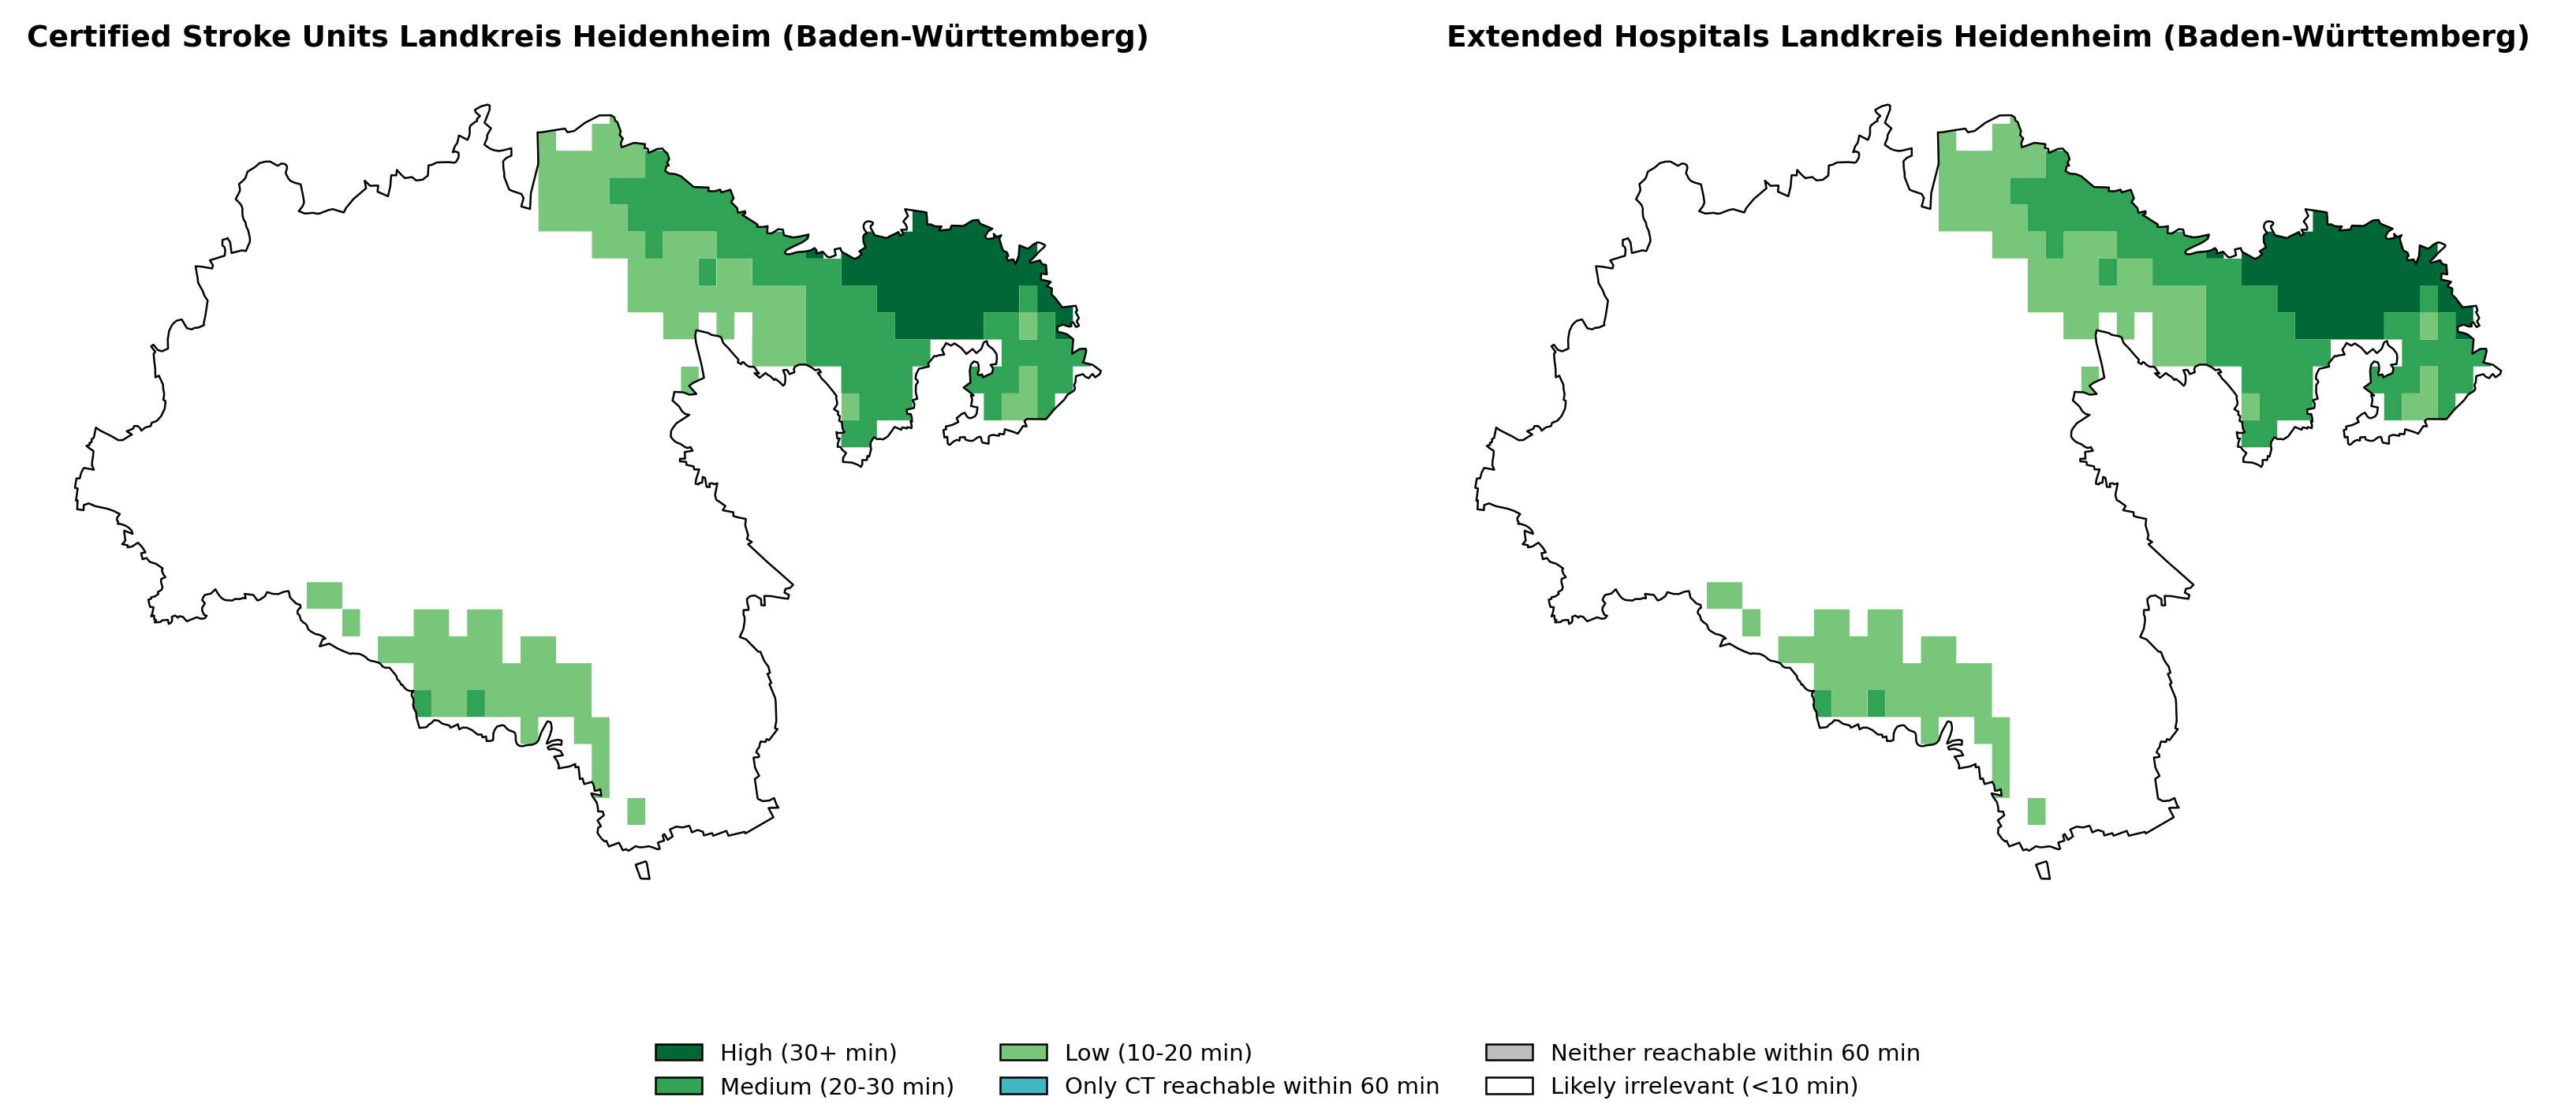 Certified Stroke Units Landkreis Heidenheim (Baden-Württemberg)
Extended Hospitals Landkreis Heidenheim (Baden-Württemberg)
High (30+ min)
Medium (20-30 min)
Low (10-20 min)
Only CT reachable within 60 min
Neither reachable within 60 min
Likely irrelevant (<10 min)